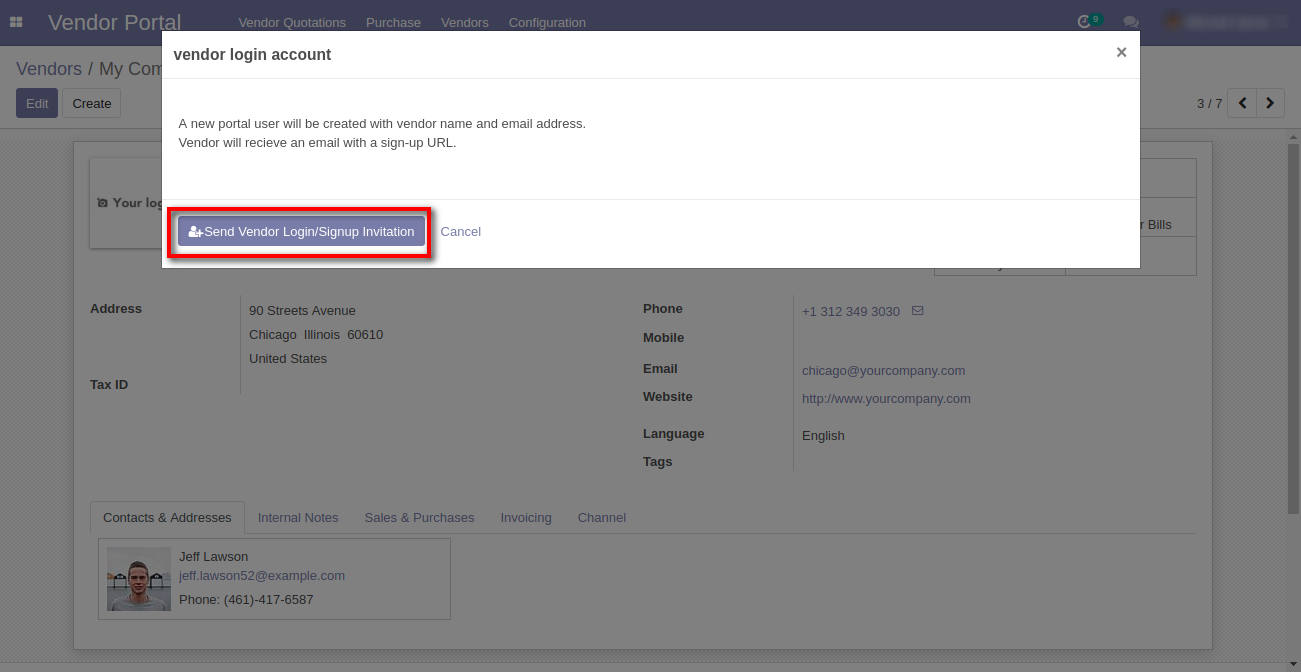 Vendor Portal Vendor Quotations Purchase Vendors Configuration 9
vendor login account ×
Vendors / My Com
Edit Create 3 / 7
A new portal user will be created with vendor name and email address.
Vendor will recieve an email with a sign-up URL.
Your log
Send Vendor Login/Signup Invitation Cancel
Bills
Address
90 Streets Avenue
Chicago Illinois 60610
United States
Tax ID
Phone +1 312 349 3030
Mobile
Email chicago@yourcompany.com
Website http://www.yourcompany.com
Language English
Tags
Contacts & Addresses Internal Notes Sales & Purchases Invoicing Channel
Jeff Lawson
jeff.lawson52@example.com
Phone: (461)-417-6587